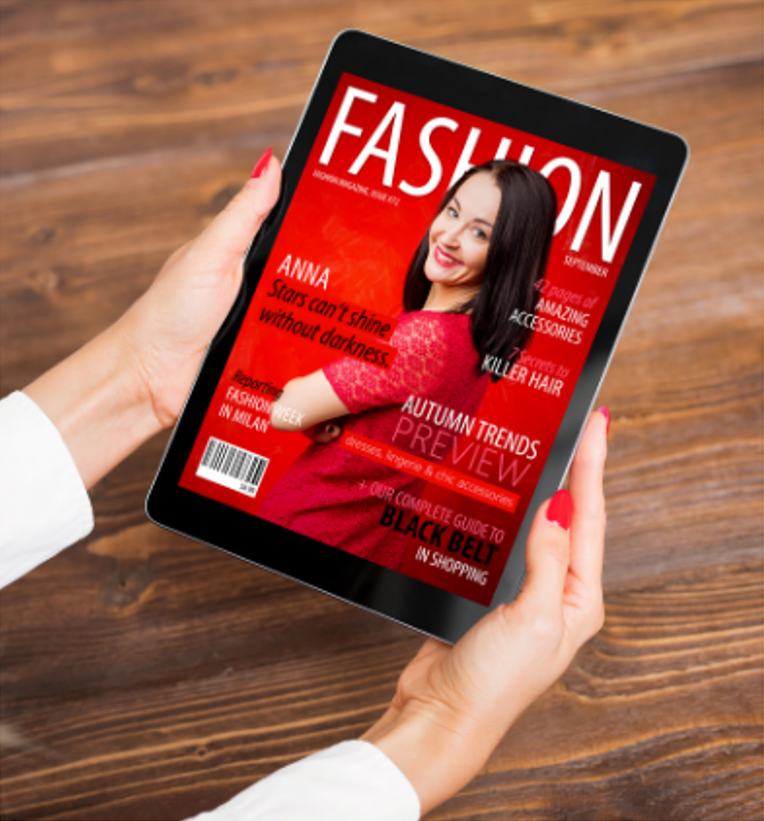 FASHION
SEPTEMBER
ANNA
Stars can't shine
without darkness.
42 pages of
AMAZING
ACCESSORIES
7 Secrets to
KILLER HAIR
Reporting
FASHION WEEK
IN MILAN
AUTUMN TRENDS
PREVIEW
dresses, lingerie & chic accessories
+ OUR COMPLETE GUIDE TO
BLACK BELT
IN SHOPPING